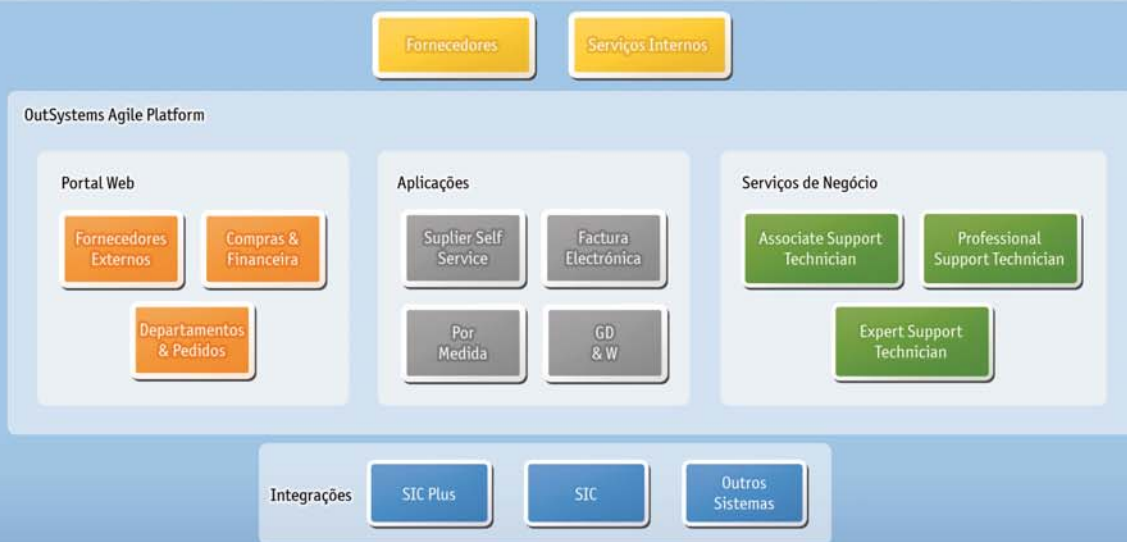 Fornecedores
Serviços Internos
OutSystems Agile Platform
Portal Web
Fornecedores
Externos
Compras &
Financeira
Departamentos
& Pedidos
Aplicações
Suplier Self
Service
Factura
Electrónica
Por
Medida
GD
& W
Serviços de Negócio
Associate Support
Technician
Professional
Support Technician
Expert Support
Technician
Integrações
SIC Plus
SIC
Outros
Sistemas